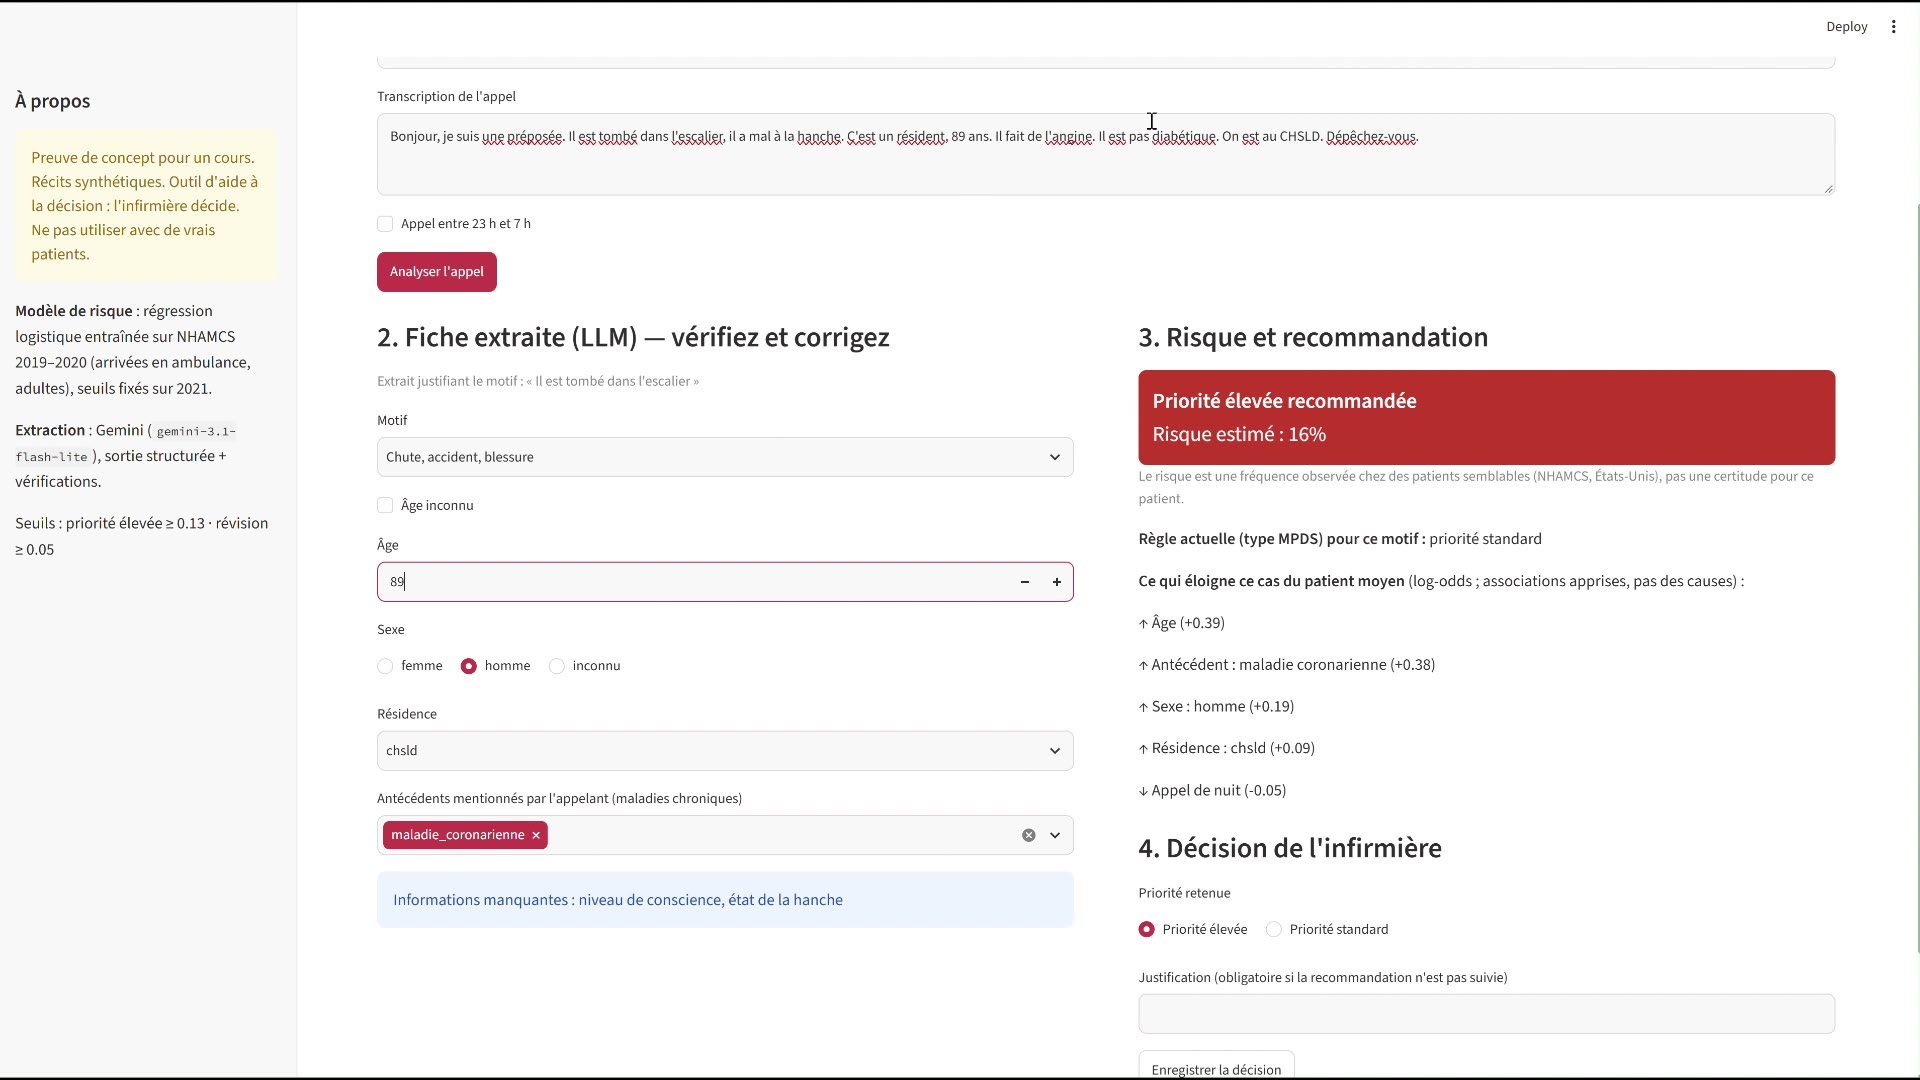 Deploy
À propos
Preuve de concept pour un cours.
Récits synthétiques. Outil d'aide à
la décision : l'infirmière décide.
Ne pas utiliser avec de vrais
patients.
Modèle de risque : régression
logistique entraînée sur NHAMCS
2019–2020 (arrivées en ambulance,
adultes), seuils fixés sur 2021.
Extraction : Gemini ( gemini-3.1-
flash-lite ), sortie structurée +
vérifications.
Seuils : priorité élevée ≥ 0.13 · révision
≥ 0.05
Transcription de l'appel
Bonjour, je suis une préposée. Il est tombé dans l'escalier, il a mal à la hanche. C'est un résident, 89 ans. Il fait de l'angine. Il est pas diabétique. On est au CHSLD. Dépêchez-vous.
Appel entre 23 h et 7 h
Analyser l'appel
2. Fiche extraite (LLM) — vérifiez et corrigez
Extrait justifiant le motif : « Il est tombé dans l'escalier »
Motif
Chute, accident, blessure
Âge inconnu
Âge
89
Sexe
femme homme inconnu
Résidence
chsld
Antécédents mentionnés par l'appelant (maladies chroniques)
maladie_coronarienne
Informations manquantes : niveau de conscience, état de la hanche
3. Risque et recommandation
Priorité élevée recommandée
Risque estimé : 16%
Le risque est une fréquence observée chez des patients semblables (NHAMCS, États-Unis), pas une certitude pour ce
patient.
Règle actuelle (type MPDS) pour ce motif : priorité standard
Ce qui éloigne ce cas du patient moyen (log-odds ; associations apprises, pas des causes) :
↑ Âge (+0.39)
↑ Antécédent : maladie coronarienne (+0.38)
↑ Sexe : homme (+0.19)
↑ Résidence : chsld (+0.09)
↓ Appel de nuit (-0.05)
4. Décision de l'infirmière
Priorité retenue
Priorité élevée Priorité standard
Justification (obligatoire si la recommandation n'est pas suivie)
Enregistrer la décision